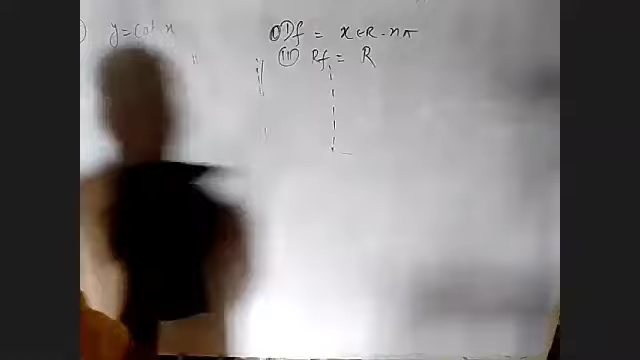 ) y = cot x
(i) Df = x ∈ R - nπ
(ii) Rf = R